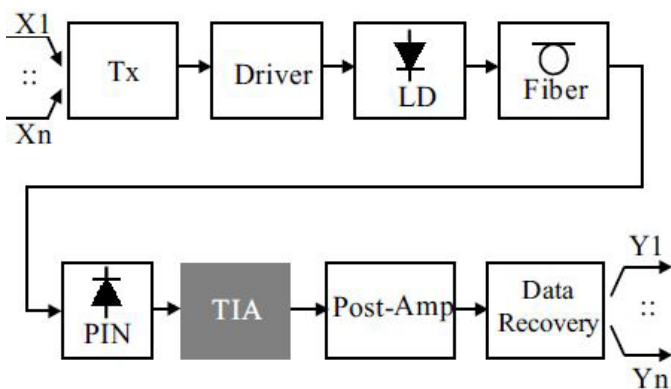 X1
::
Xn
Tx
Driver
LD
Fiber
PIN
TIA
Post-Amp
Data
Recovery
Y1
::
Yn